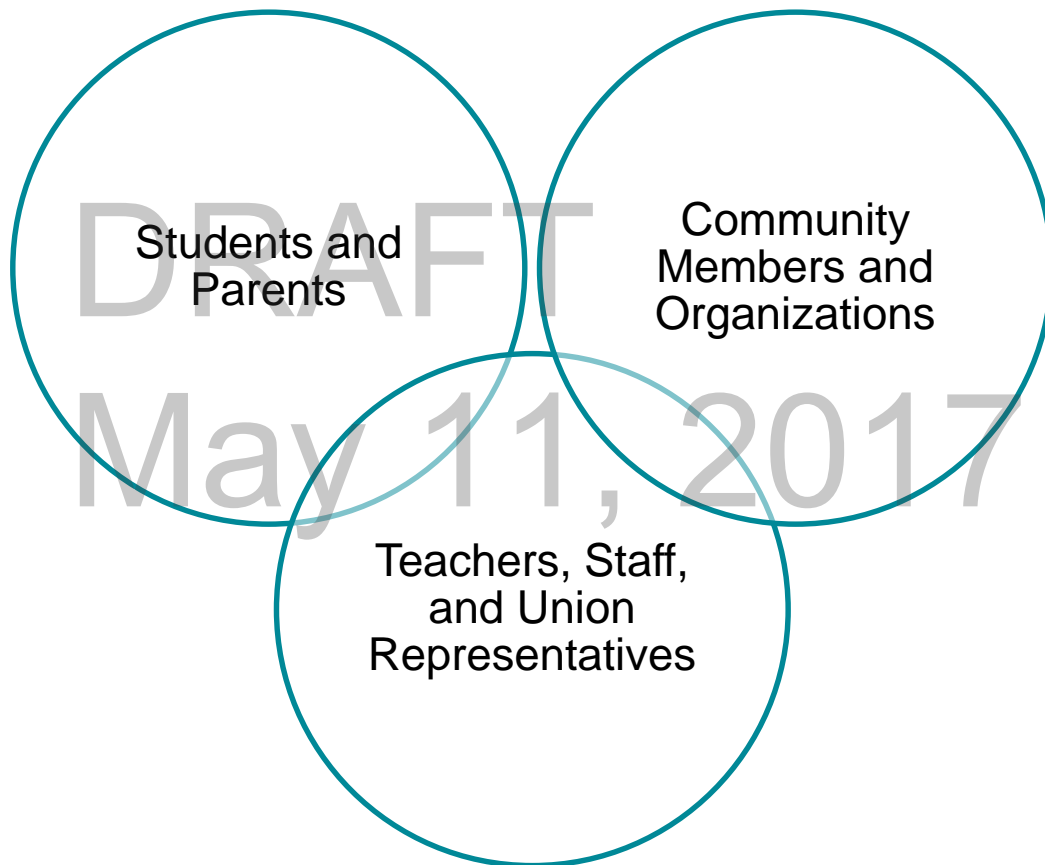 DRAFT
May 11, 2017
Students and
Parents
Community
Members and
Organizations
Teachers, Staff,
and Union
Representatives